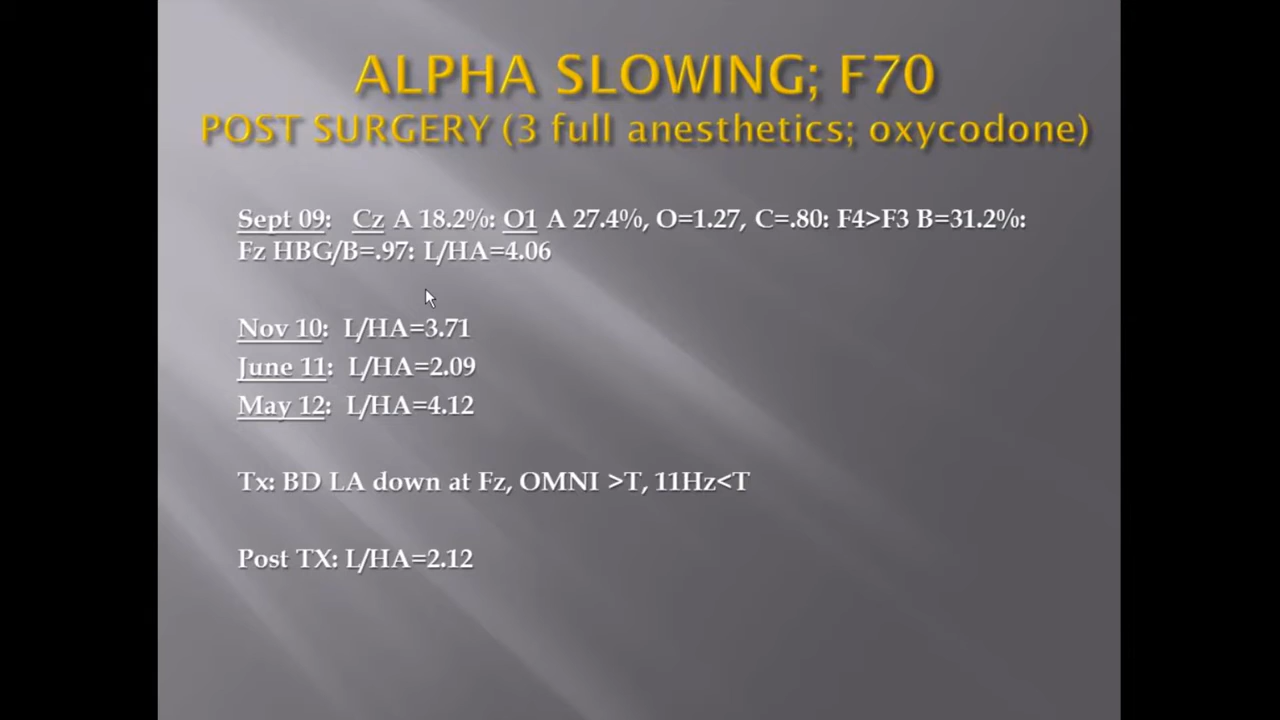 ALPHA SLOWING; F70
POST SURGERY (3 full anesthetics; oxycodone)
Sept 09: Cz A 18.2%: O1 A 27.4%, O=1.27, C=.80: F4>F3 B=31.2%:
Fz HBG/B=.97: L/HA=4.06
Nov 10: L/HA=3.71
June 11: L/HA=2.09
May 12: L/HA=4.12
Tx: BD LA down at Fz, OMNI >T, 11Hz<T
Post TX: L/HA=2.12